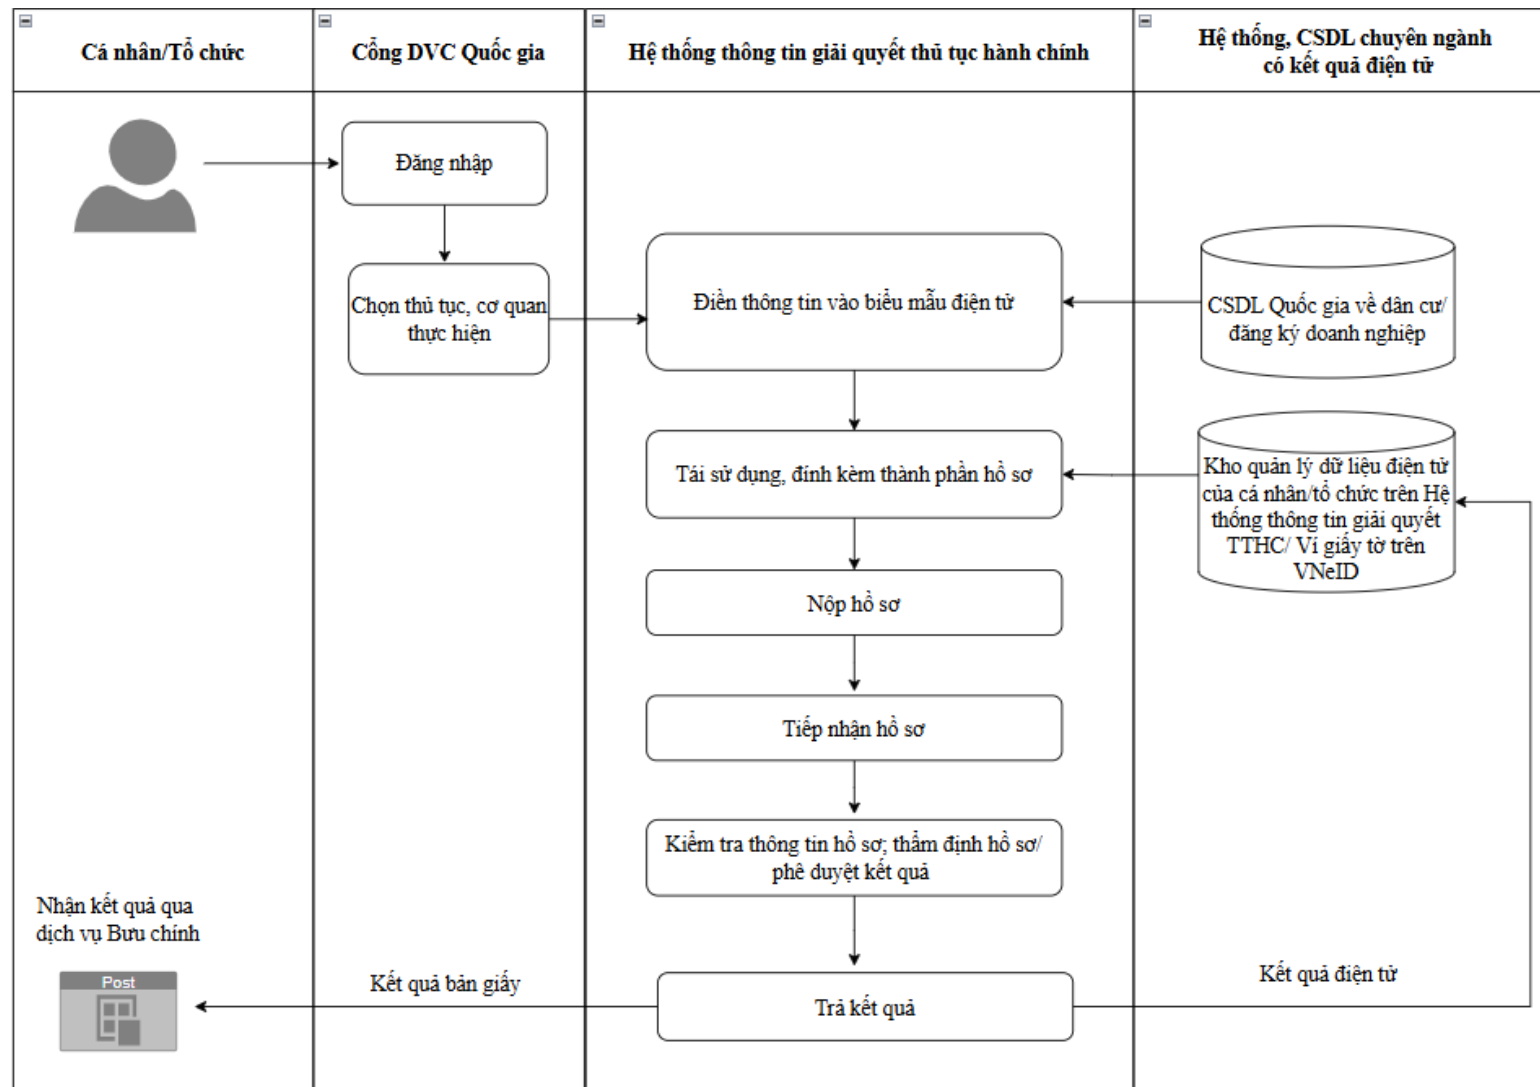 Cá nhân/Tổ chức
Cổng DVC Quốc gia
Hệ thống thông tin giải quyết thủ tục hành chính
Hệ thống, CSDL chuyên ngành
có kết quả điện tử
Đăng nhập
Chọn thủ tục, cơ quan
thực hiện
Điền thông tin vào biểu mẫu điện tử
CSDL Quốc gia về dân cư/
đăng ký doanh nghiệp
Tái sử dụng, đính kèm thành phần hồ sơ
Kho quản lý dữ liệu điện tử
của cá nhân/tổ chức trên Hệ
thống thông tin giải quyết
TTHC/ Ví giấy tờ trên
VNeID
Nộp hồ sơ
Tiếp nhận hồ sơ
Kiểm tra thông tin hồ sơ; thẩm định hồ sơ/
phê duyệt kết quả
Nhận kết quả qua
dịch vụ Bưu chính
Post
Kết quả bản giấy
Trả kết quả
Kết quả điện tử